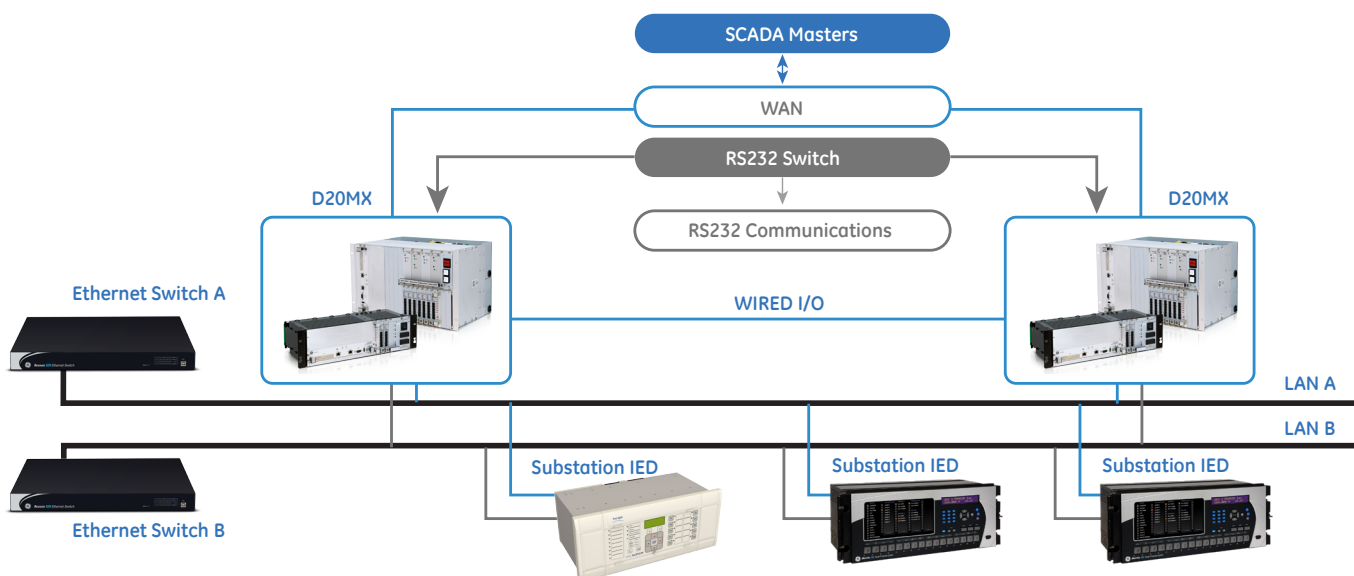 SCADA Masters
WAN
RS232 Switch
D20MX
D20MX
RS232 Communications
Ethernet Switch A
WIRED I/O
LAN A
LAN B
Substation IED
Substation IED
Substation IED
Ethernet Switch B